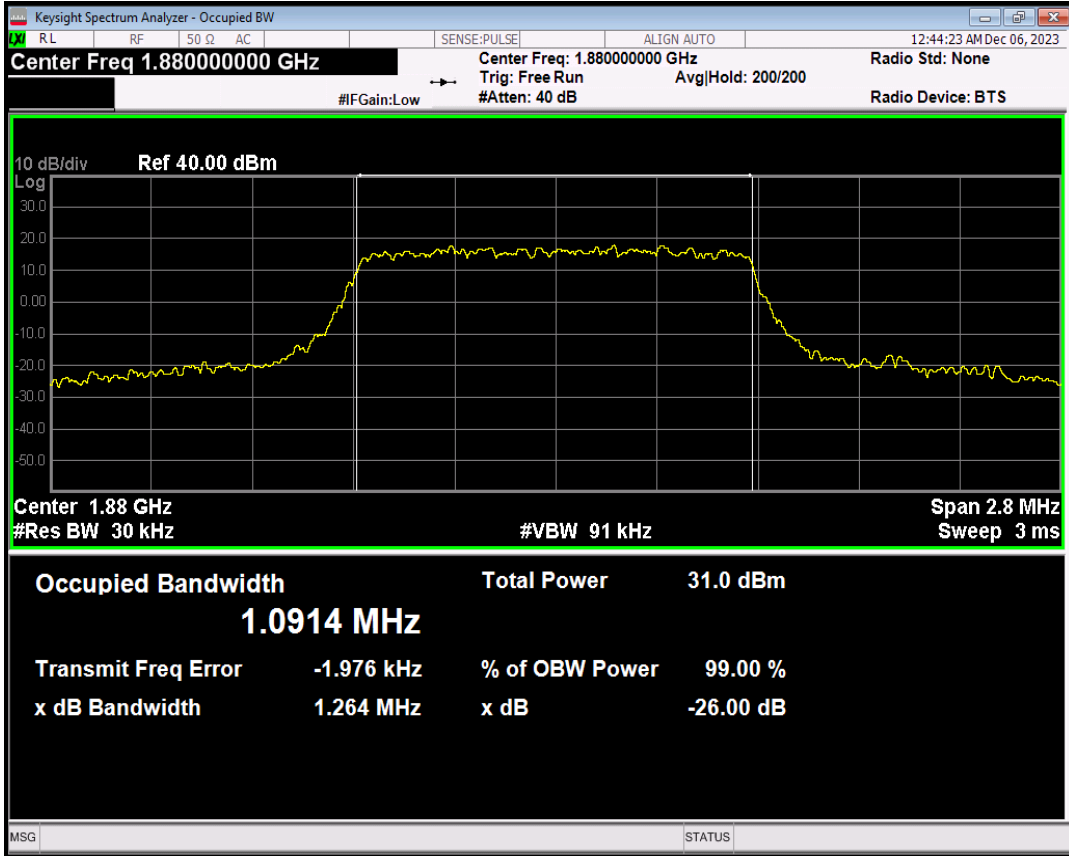 Keysight Spectrum Analyzer - Occupied BW
LXI RL RF 50 Ω AC SENSE:PULSE ALIGN AUTO 12:44:23 AM Dec 06, 2023
Center Freq 1.880000000 GHz Center Freq: 1.880000000 GHz Radio Std: None
Trig: Free Run Avg|Hold: 200/200
#IFGain:Low #Atten: 40 dB Radio Device: BTS
10 dB/div Ref 40.00 dBm
Log
30.0
20.0
10.0
0.00
-10.0
-20.0
-30.0
-40.0
-50.0
Center 1.88 GHz Span 2.8 MHz
#Res BW 30 kHz #VBW 91 kHz Sweep 3 ms
Occupied Bandwidth Total Power 31.0 dBm
1.0914 MHz
Transmit Freq Error -1.976 kHz % of OBW Power 99.00 %
x dB Bandwidth 1.264 MHz x dB -26.00 dB
MSG STATUS